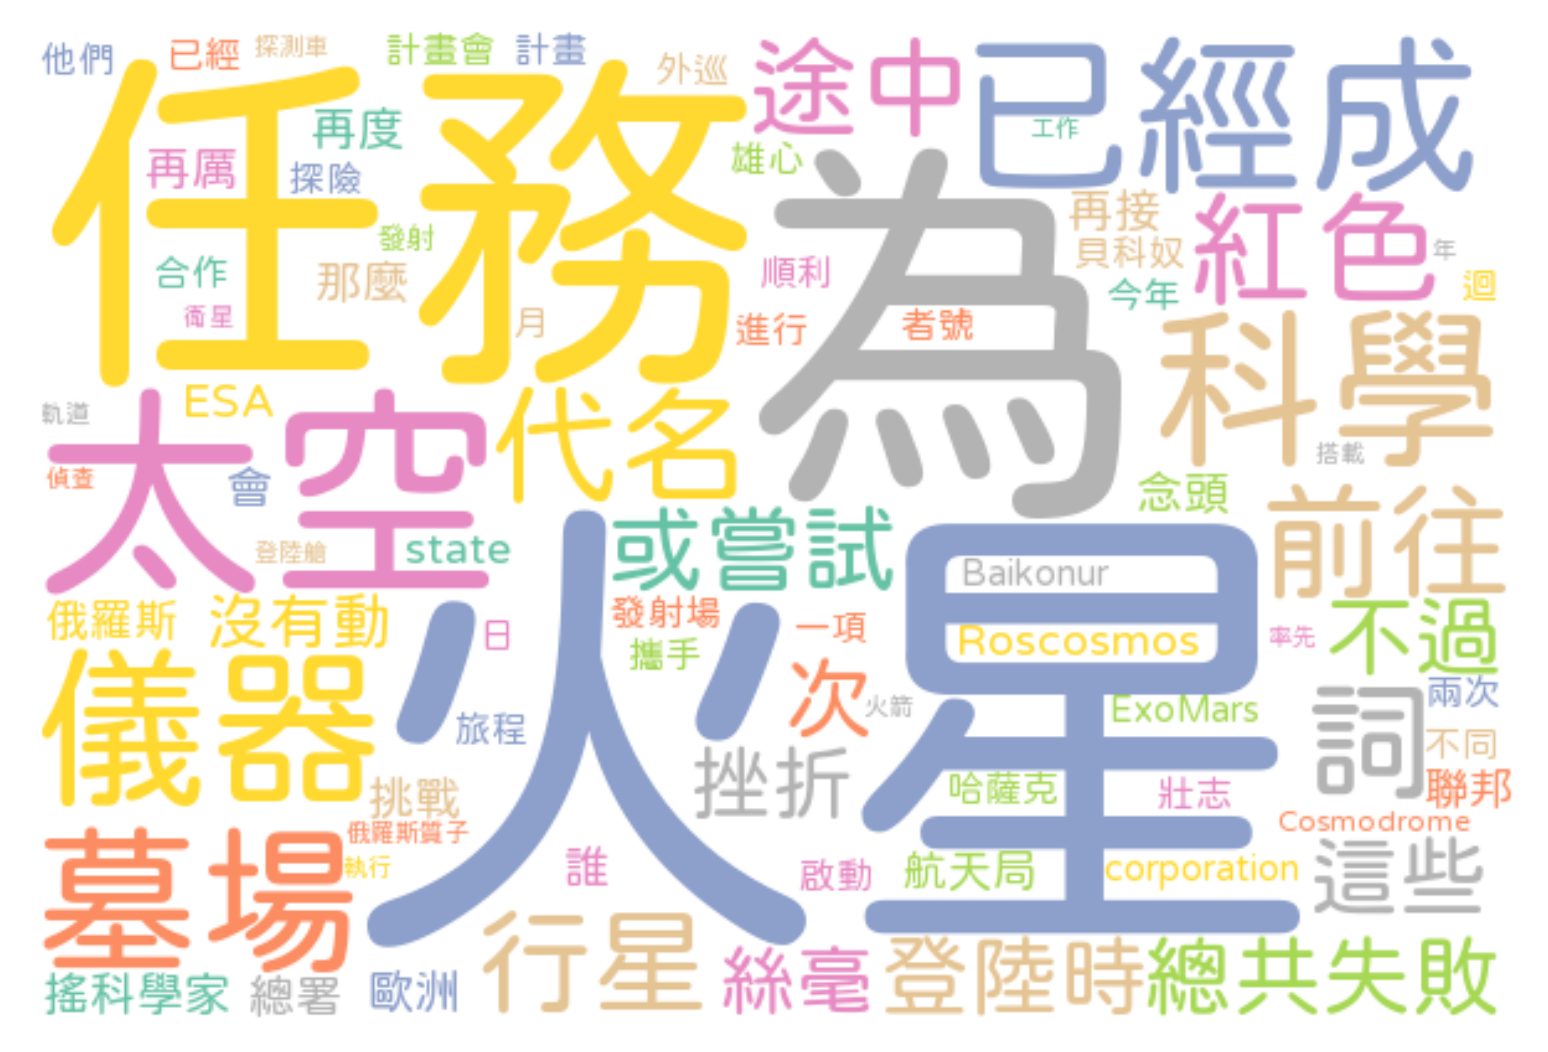 他們 已經 探測車 計畫會 計畫 外巡 途中 已經成
任務 再度 雄心 工作
再厲 探險 為 再接 紅色
合作 那麼 發射 順利 貝科奴 今年 年 迴
衛星 月 進行 者號 科學
ESA 代名
軌道 太空 搭載
偵查 會 念頭 前往
登陸艙 state 或嘗試 Baikonur
俄羅斯 沒有動 火星 日 發射場 攜手 一項 Roscosmos 率先 不過
儀器 旅程 次 火箭 ExoMars 詞 兩次
挑戰 挫折 哈薩克 壯志 不同 聯邦
墓場 俄羅斯質子 Cosmodrome
執行 誰 啟動 航天局 corporation 這些
搖科學家 總署 歐洲 行星 絲毫 登陸時 總共失敗